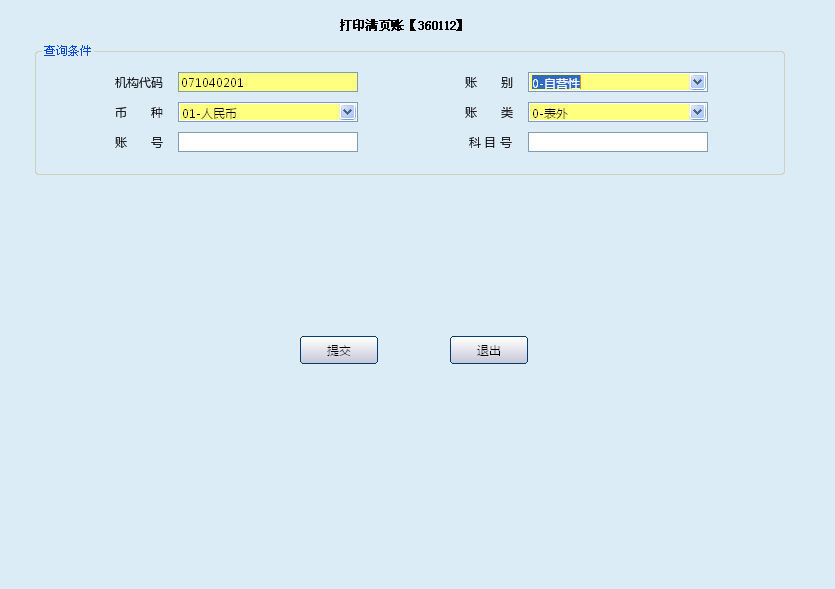 打印满页账【360112】
查询条件
机构代码 071040201 账 别 0-自营性
币 种 01-人民币 账 类 0-表外
账 号 科 目 号
提交 退出